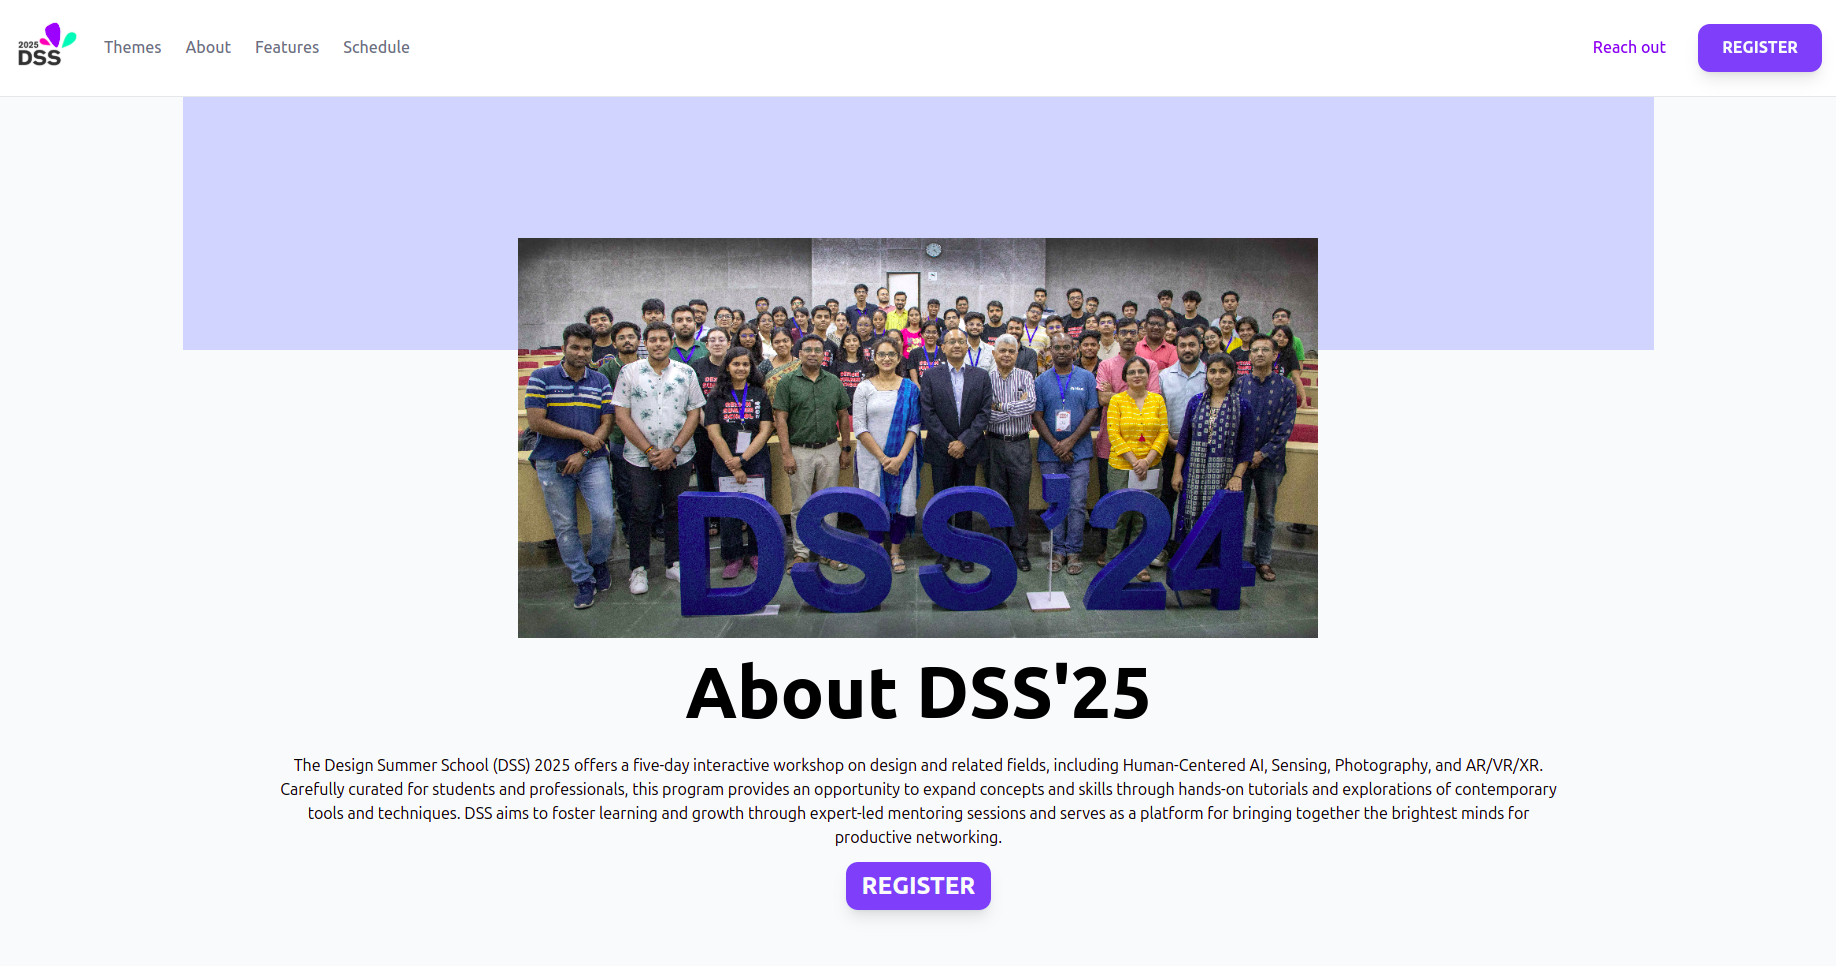 2025
DSS
Themes
About
Features
Schedule
Reach out
REGISTER
DSS'24
About DSS'25
The Design Summer School (DSS) 2025 offers a five-day interactive workshop on design and related fields, including Human-Centered AI, Sensing, Photography, and AR/VR/XR.
Carefully curated for students and professionals, this program provides an opportunity to expand concepts and skills through hands-on tutorials and explorations of contemporary
tools and techniques. DSS aims to foster learning and growth through expert-led mentoring sessions and serves as a platform for bringing together the brightest minds for
productive networking.
REGISTER